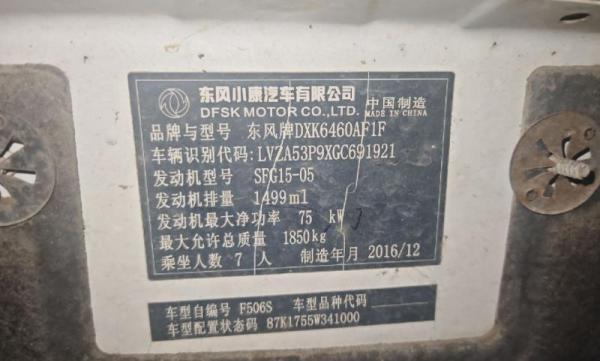 东风小康汽车有限公司
DFSK MOTOR CO.,LTD.
中国制造
MADE IN CHINA
品牌与型号 东风牌DXK6460AF1F
车辆识别代码: LVZA53P9XGC691921
发动机型号 SFG15-05
发动机排量 1499ml
发动机最大净功率 75 kW
最大允许总质量 1850kg
乘坐人数 7 人 制造年月 2016/12
车型自编号 F506S 车型品种代码
车型配置状态码 87K1755W341000